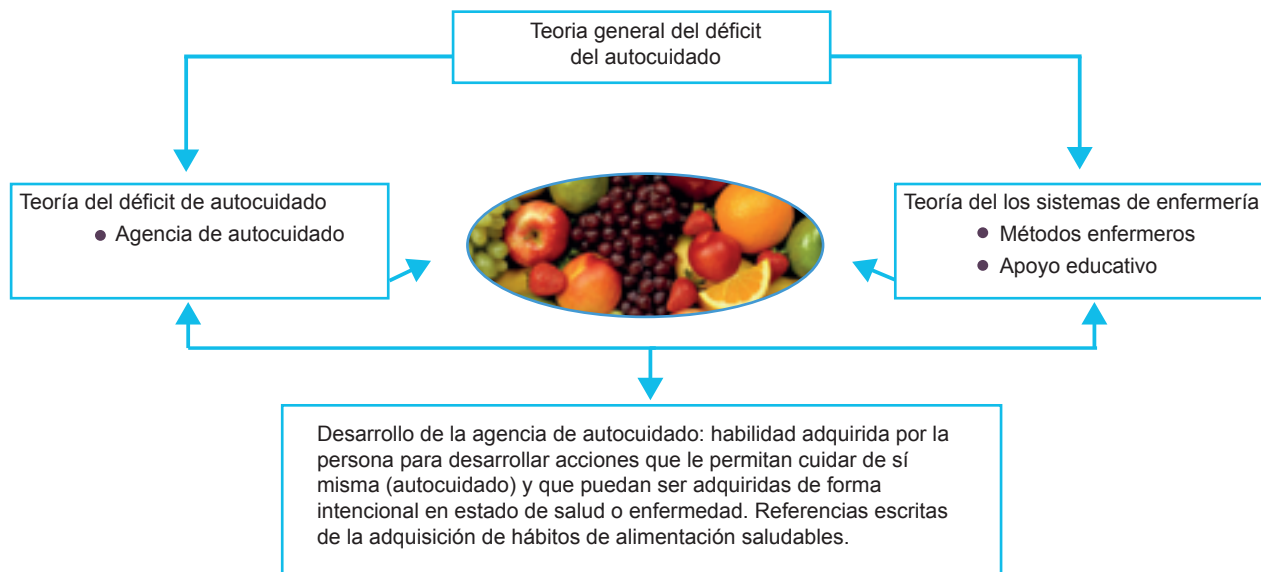 Teoria general del déficit
del autocuidado
Teoría del déficit de autocuidado
● Agencia de autocuidado
Teoría del los sistemas de enfermería
● Métodos enfermeros
● Apoyo educativo
Desarrollo de la agencia de autocuidado: habilidad adquirida por la
persona para desarrollar acciones que le permitan cuidar de sí
misma (autocuidado) y que puedan ser adquiridas de forma
intencional en estado de salud o enfermedad. Referencias escritas
de la adquisición de hábitos de alimentación saludables.